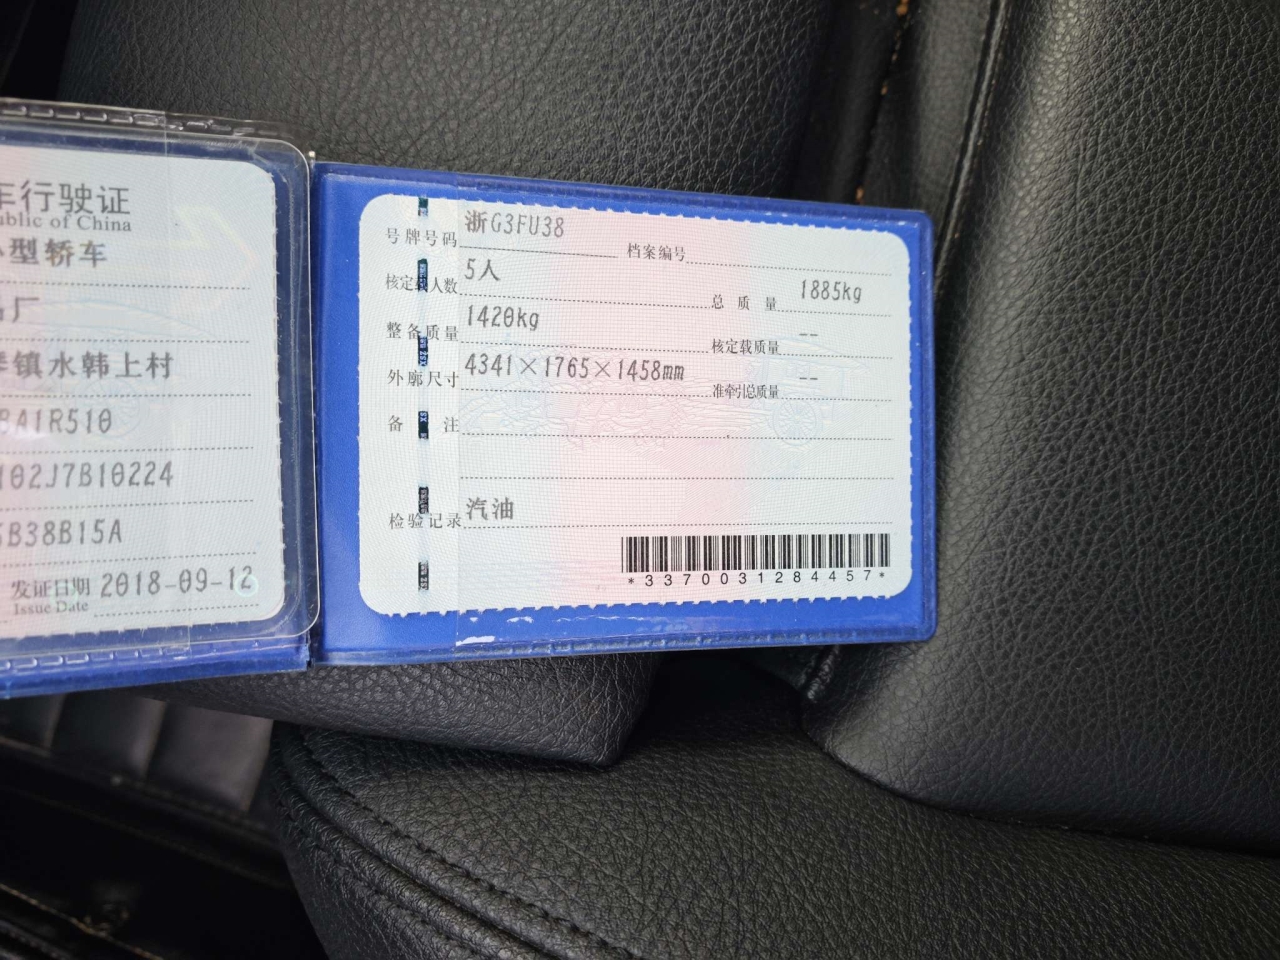 车行驶证
ublic of China
小型轿车
厂
镇水韩上村
BA1R510
102J7B10224
B38B15A
发证日期 2018-09-12
Issue Date
号牌号码 浙G3FU38 档案编号
核定载人数 5人 总质量 1885kg
整备质量 1420kg 核定载质量 --
外廓尺寸 4341×1765×1458mm 准牵引总质量 --
备注
检验记录 汽油
*3370031284457*